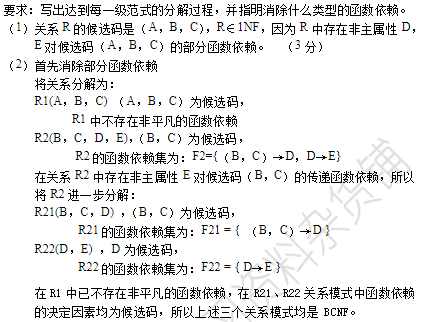 要求：写出达到每一级范式的分解过程，并指明消除什么类型的函数依赖。
（1）关系 R 的候选码是（A，B，C），R∈1NF，因为 R 中存在非主属性 D，
E 对候选码（A，B，C）的部分函数依赖。（3 分）
（2）首先消除部分函数依赖
将关系分解为：
R1(A，B，C)（A，B，C）为候选码，
R1 中不存在非平凡的函数依赖
R2(B，C，D，E)，(B，C）为候选码，
R2 的函数依赖集为：F2={（B，C）→D，D→E}
在关系 R2 中存在非主属性 E 对候选码（B，C）的传递函数依赖，所以
将 R2 进一步分解：
R21(B，C，D) ，(B，C）为候选码，
R21 的函数依赖集为：F21 = { （B，C）→D }
R22(D，E) ，D 为候选码，
R22 的函数依赖集为：F22 = { D→E }
在 R1 中已不存在非平凡的函数依赖，在 R21、R22 关系模式中函数依赖
的决定因素均为候选码，所以上述三个关系模式均是 BCNF。
资料杂货铺